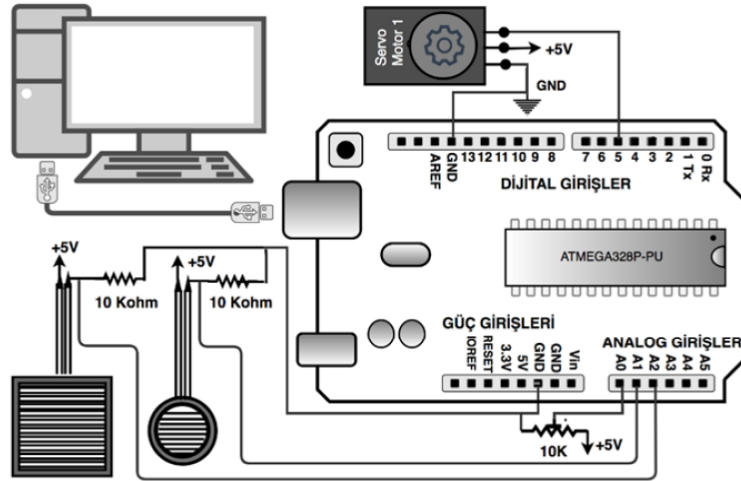 Servo
Motor 1
+5V
GND
AREF
GND
13
12
11
10
9
8
7
6
5
4
3
2
1 Tx
0 Rx
DİJİTAL GİRİŞLER
ATMEGA328P-PU
+5V
10 Kohm
+5V
10 Kohm
GÜÇ GİRİŞLERİ
IOREF
RESET
3.3V
5V
GND
GND
Vin
ANALOG GİRİŞLER
A0
A1
A2
A3
A4
A5
10K
+5V